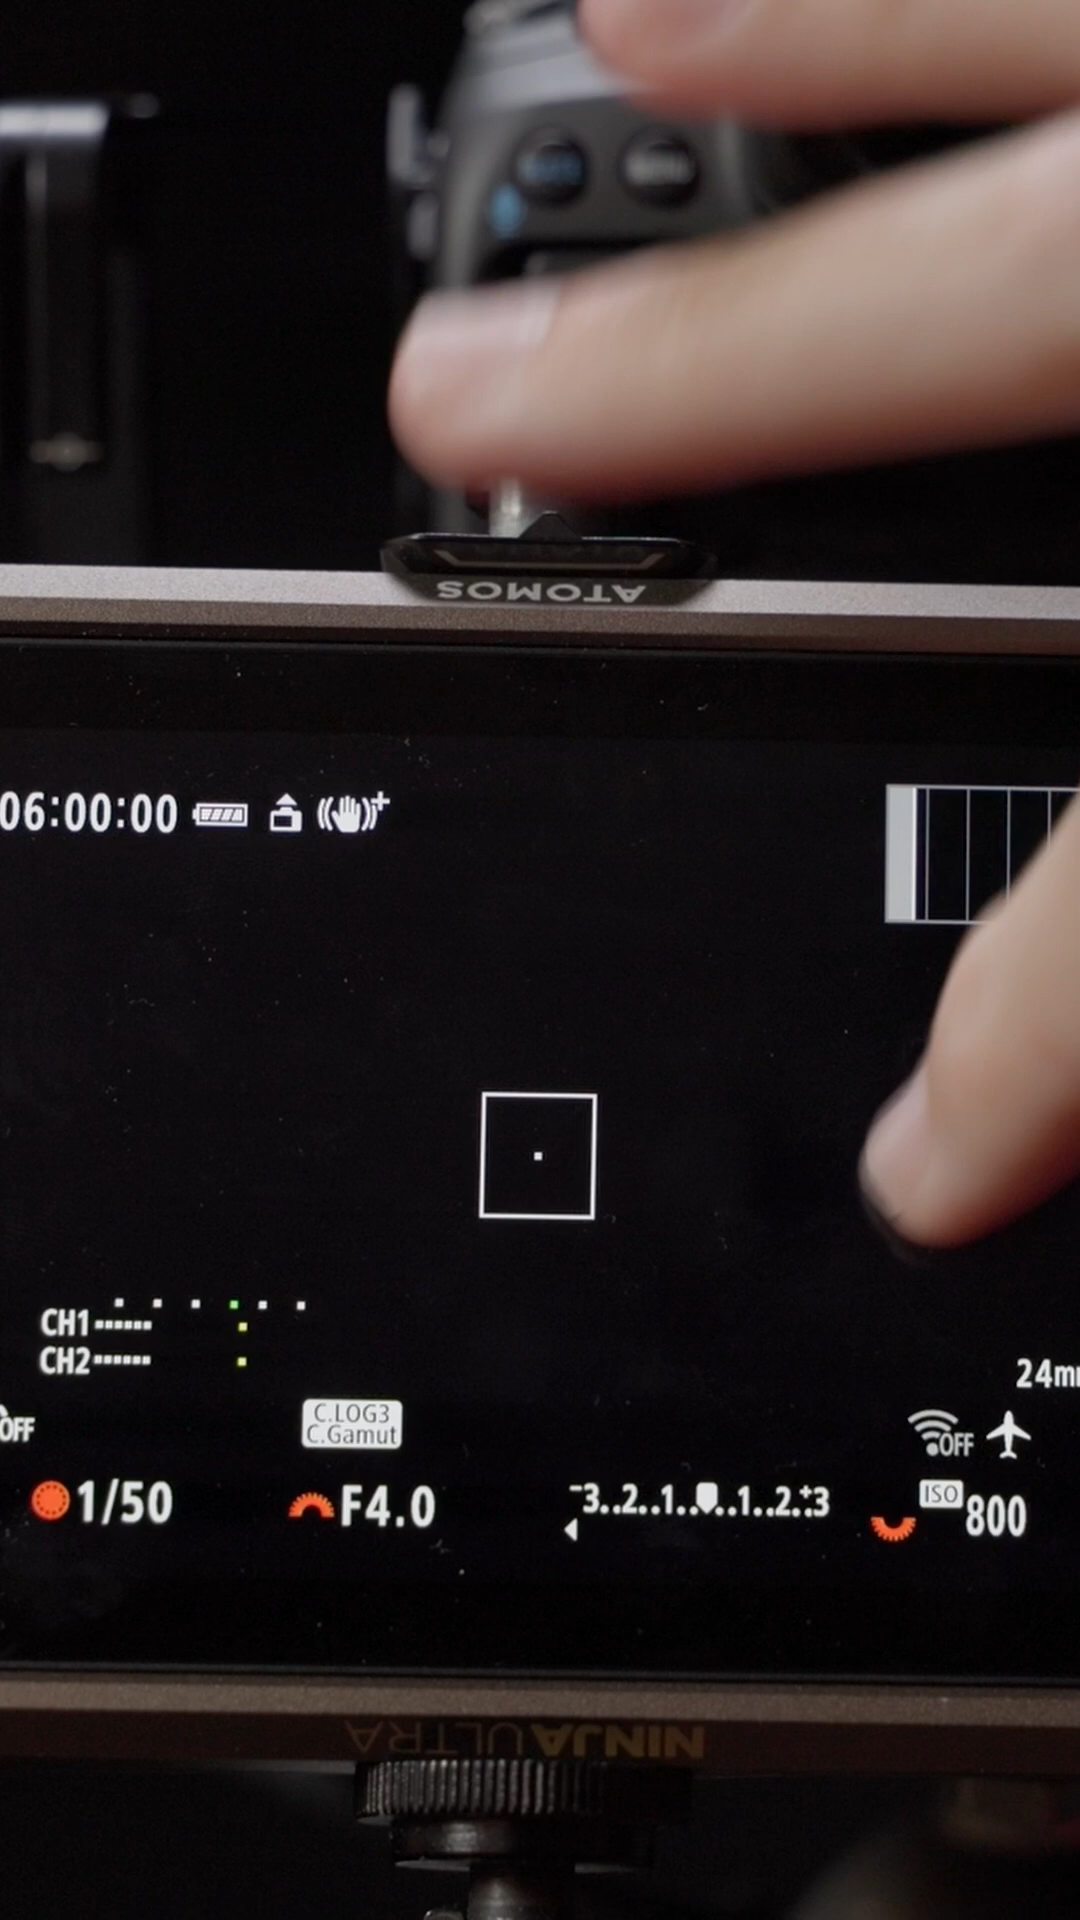 ATOMOS
06:00:00
CH1
CH2
24m
OFF
C.LOG3
C.Gamut
OFF
1/50
F4.0
-3..2..1..0..1..2.+3
ISO
800
NINJA ULTRA